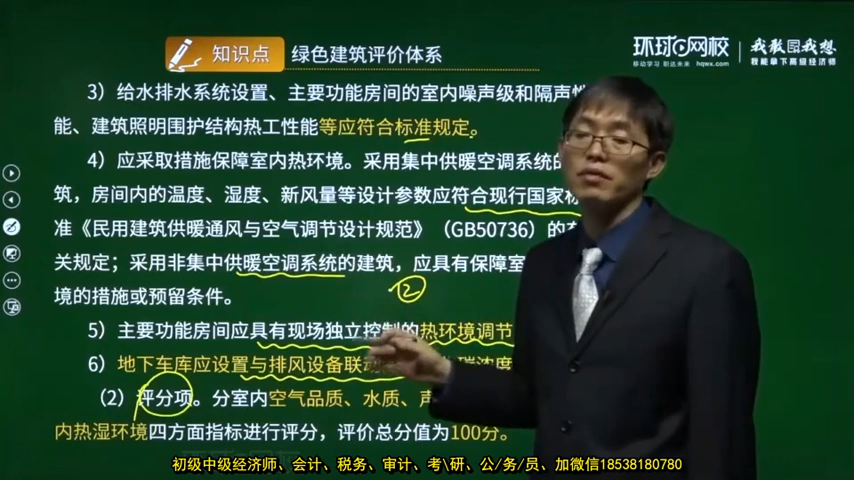 知识点 绿色建筑评价体系
环球网校 我敢我想
移动学习 职达未来 hqwx.com 我能拿下高级经济师
3）给水排水系统设置、主要功能房间的室内噪声级和隔声性
能、建筑照明围护结构热工性能等应符合标准规定。
4）应采取措施保障室内热环境。采用集中供暖空调系统的
筑，房间内的温度、湿度、新风量等设计参数应符合现行国家标
准《民用建筑供暖通风与空气调节设计规范》（GB50736）的
关规定；采用非集中供暖空调系统的建筑，应具有保障室
境的措施或预留条件。
②
5）主要功能房间应具有现场独立控制的热环境调节
6）地下车库应设置与排风设备联动
（2）评分项。分室内空气品质、水质、声
内热湿环境四方面指标进行评分，评价总分值为100分。
初级中级经济师、会计、税务、审计、考\研、公/务/员、加微信18538180780